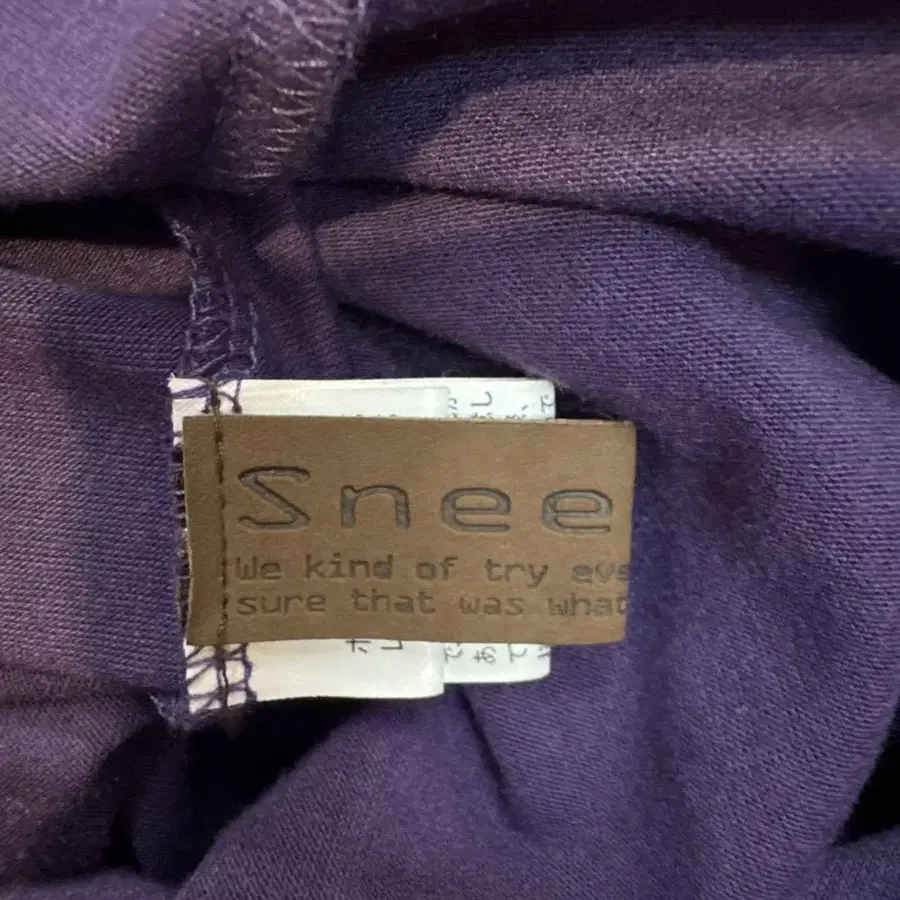 Snee
We kind of try eve
sure that was what